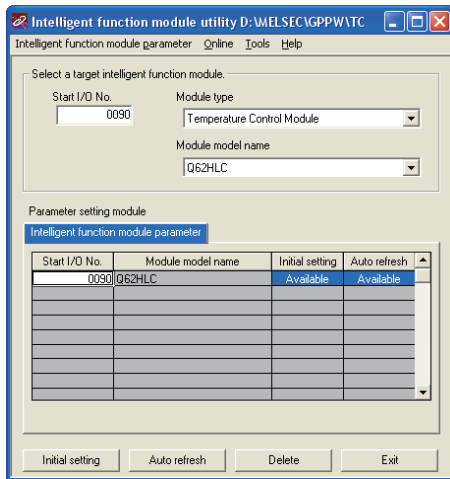 Intelligent function module utility D:\MELSEC\GPPW\TC
Intelligent function module parameter Online Tools Help
Select a target intelligent function module.
Start I/O No. Module type
0090 Temperature Control Module
Module model name
Q62HLC
Parameter setting module
Intelligent function module parameter
Start I/O No. Module model name Initial setting Auto refresh
0090 Q62HLC Available Available
Initial setting Auto refresh Delete Exit